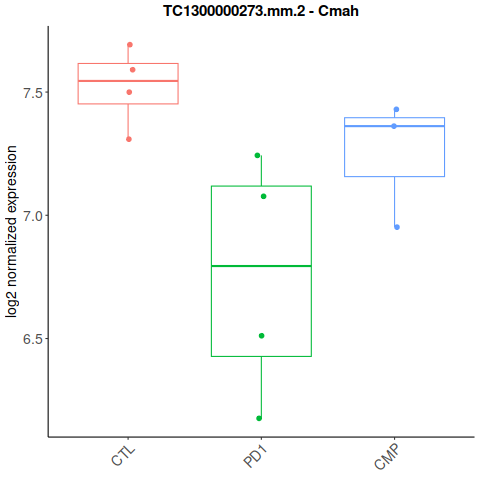 TC1300000273.mm.2 - Cmah
log2 normalized expression
7.5
7.0
6.5
CTL
PD1
CMP